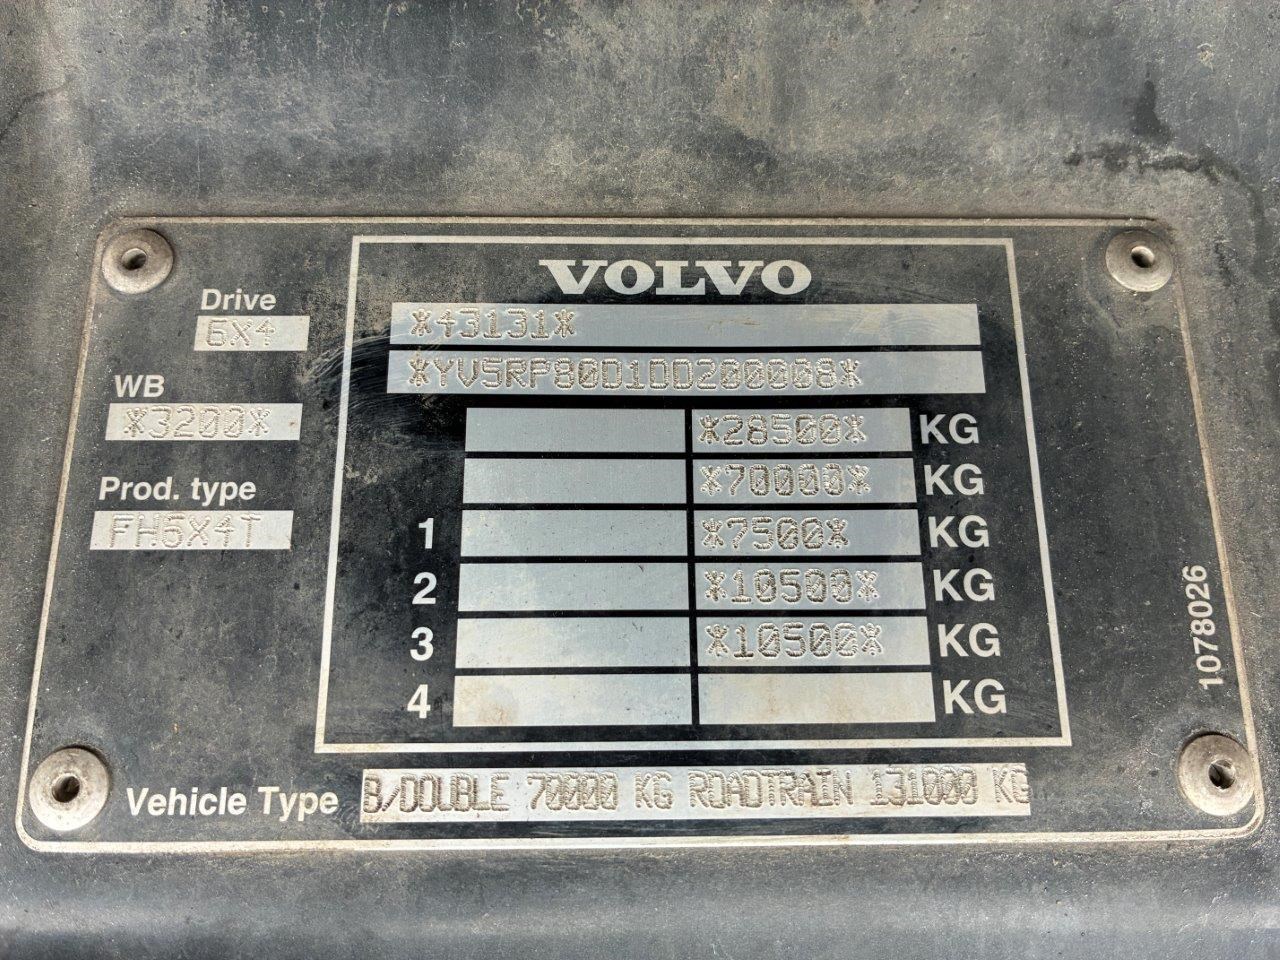 VOLVO
Drive
6X4
*43131*
*YV5RP80D1DD200008*
WB
*3200*
*28500* KG
*70000* KG
Prod. type
FH6X4T
1 *7500* KG
2 *10500* KG
3 *10500* KG
4 KG
1078026
Vehicle Type B/DOUBLE 70000 KG ROADTRAIN 131000 KG